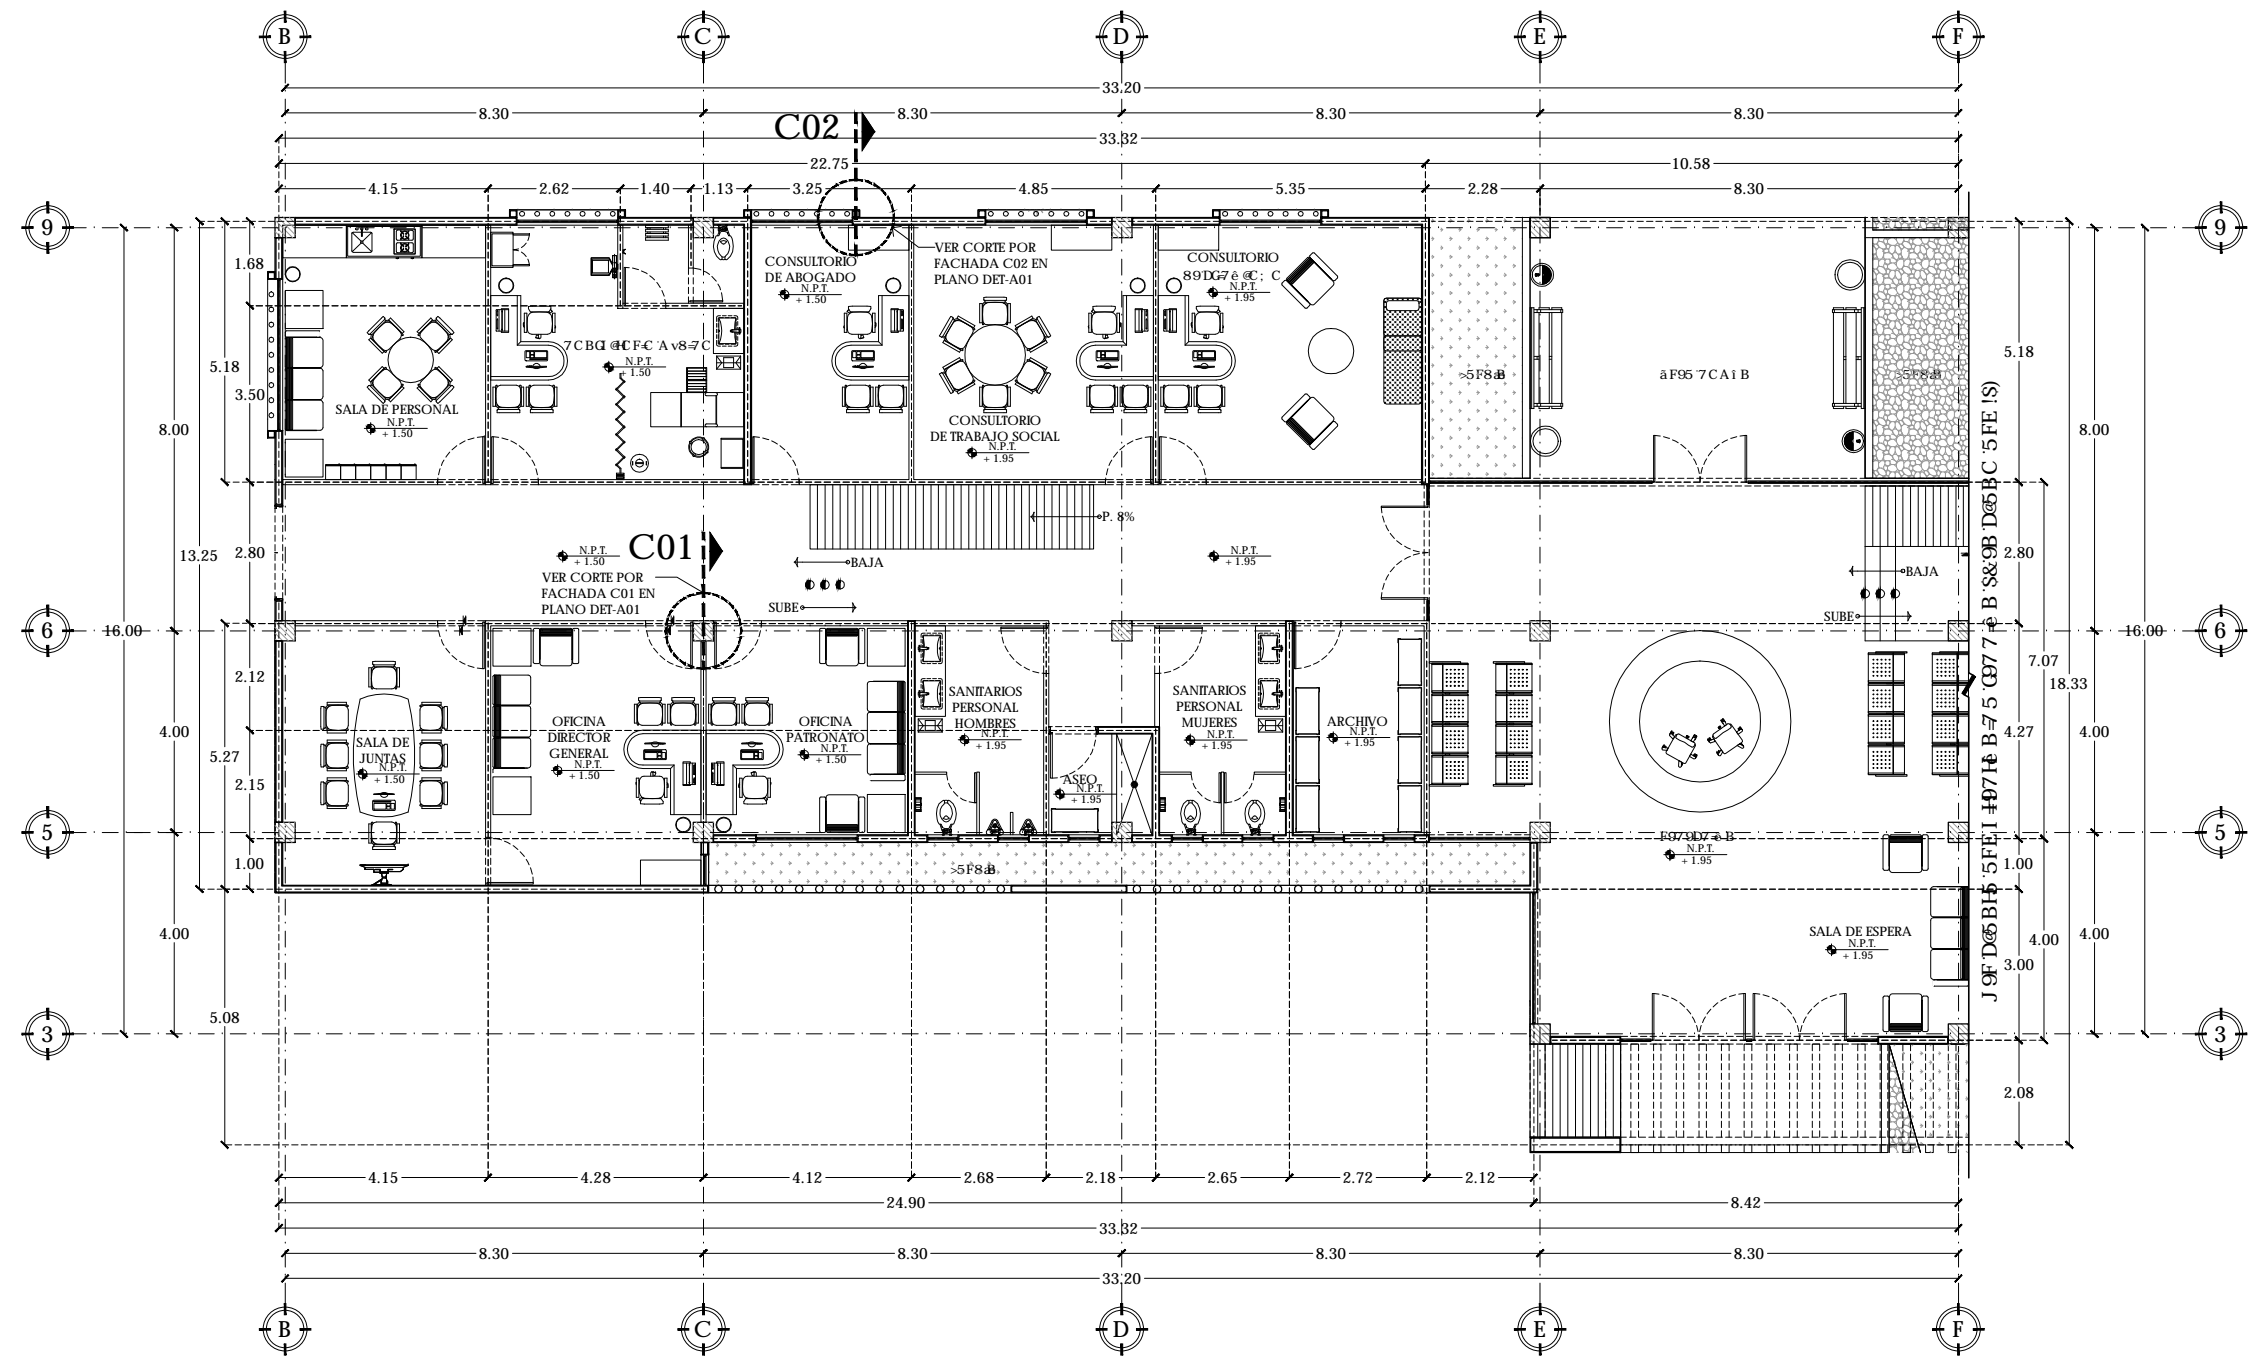 B C D E F
33.20
8.30 8.30 8.30 8.30
C02
33.32
22.75 10.58
4.15 2.62 1.40 1.13 3.25 4.85 5.35 2.28 8.30
9 9
1.68
5.18
3.50
8.00
VER CORTE POR
FACHADA C02 EN
PLANO DET-A01
CONSULTORIO
DE ABOGADO
N.P.T.
+ 1.50
CONSULTORIO
N.P.T.
+ 1.95
N.P.T.
+ 1.50
SALA DE PERSONAL
N.P.T.
+ 1.50
CONSULTORIO
DE TRABAJO SOCIAL
N.P.T.
+ 1.95
5.18
8.00
P. 8%
13.25 2.80
N.P.T.
+ 1.50
C01
VER CORTE POR
FACHADA C01 EN
PLANO DET-A01
BAJA
SUBE
N.P.T.
+ 1.95
BAJA
SUBE
2.80
6 16.00 16.00 6
2.12
4.00
5.27
2.15
SALA DE
JUNTAS
N.P.T.
+ 1.50
OFICINA
DIRECTOR
GENERAL
N.P.T.
+ 1.50
OFICINA
PATRONATO
N.P.T.
+ 1.50
SANITARIOS
PERSONAL
HOMBRES
N.P.T.
+ 1.95
ASEO
N.P.T.
+ 1.95
SANITARIOS
PERSONAL
MUJERES
N.P.T.
+ 1.95
ARCHIVO
N.P.T.
+ 1.95
7.07
18.33
4.27
4.00
5 5
1.00
N.P.T.
+ 1.95
1.00
4.00
SALA DE ESPERA
N.P.T.
+ 1.95
4.00
4.00
3.00
5.08
3 3
2.08
4.15 4.28 4.12 2.68 2.18 2.65 2.72 2.12
24.90 8.42
33.32
8.30 8.30 8.30 8.30
33.20
B C D E F